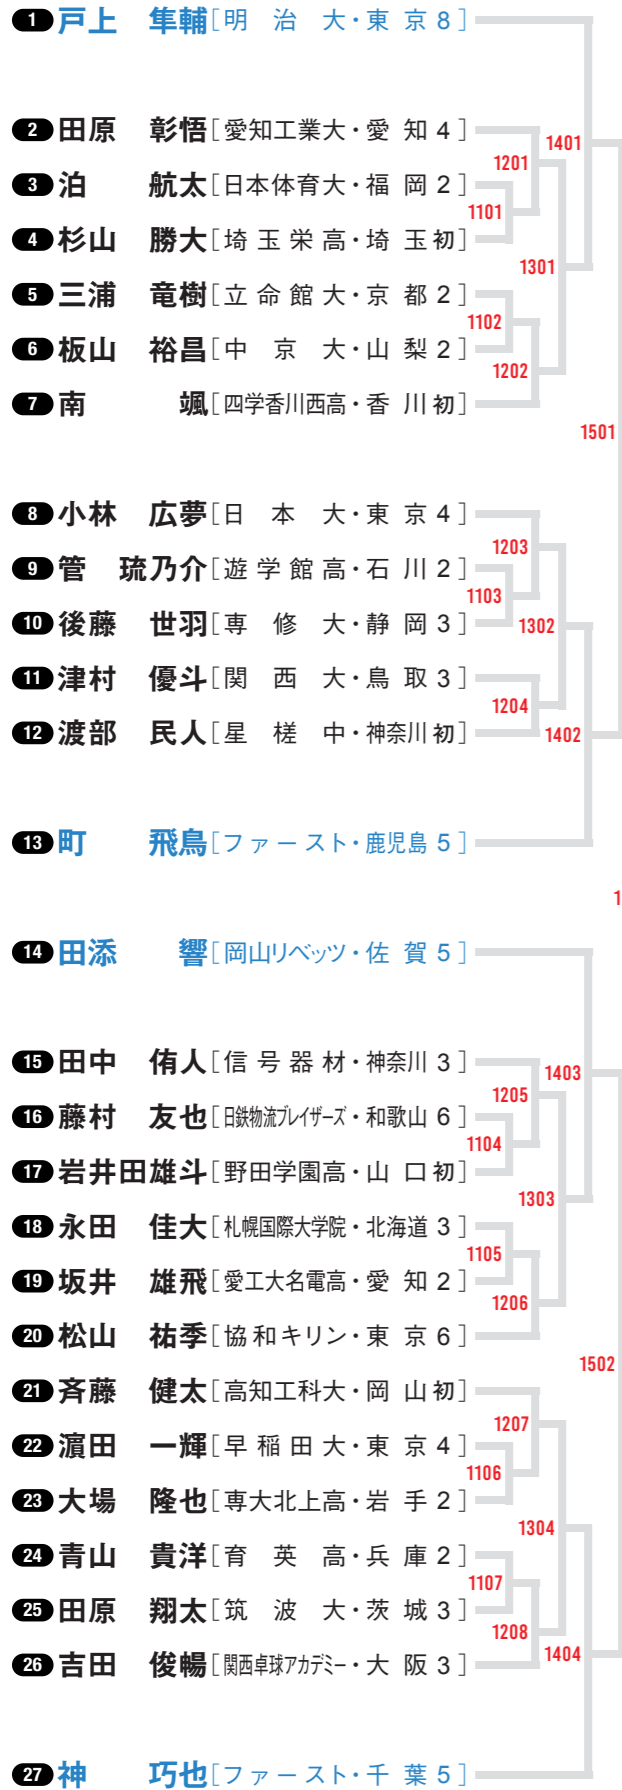 1 戸上 隼輔[明治大・東京 8]
2 田原 彰悟[愛知工業大・愛知 4]
1401
1201
3 泊 航太[日本体育大・福岡 2]
1101
4 杉山 勝大[埼玉栄高・埼玉 初]
1301
5 三浦 竜樹[立命館大・京都 2]
1102
6 板山 裕昌[中京大・山梨 2]
1202
7 南 颯[四学香川西高・香川 初]
1501
8 小林 広夢[日本大・東京 4]
1203
9 管 琉乃介[遊学館高・石川 2]
1103
10 後藤 世羽[専修大・静岡 3]
1302
11 津村 優斗[関西大・鳥取 3]
1204
12 渡部 民人[星槎中・神奈川 初]
1402
13 町 飛鳥[ファースト・鹿児島 5]
1
14 田添 響[岡山リベッツ・佐賀 5]
15 田中 侑人[信号器材・神奈川 3]
1403
1205
16 藤村 友也[日鉄物流ブレイザーズ・和歌山 6]
1104
17 岩井田雄斗[野田学園高・山口 初]
1303
18 永田 佳大[札幌国際大学院・北海道 3]
1105
19 坂井 雄飛[愛工大名電高・愛知 2]
1206
20 松山 祐季[協和キリン・東京 6]
1502
21 斉藤 健太[高知工科大・岡山 初]
1207
22 濵田 一輝[早稲田大・東京 4]
1106
23 大場 隆也[専大北上高・岩手 2]
1304
24 青山 貴洋[育英高・兵庫 2]
1107
25 田原 翔太[筑波大・茨城 3]
1208
1404
26 吉田 俊暢[関西卓球アカデミー・大阪 3]
27 神 巧也[ファースト・千葉 5]